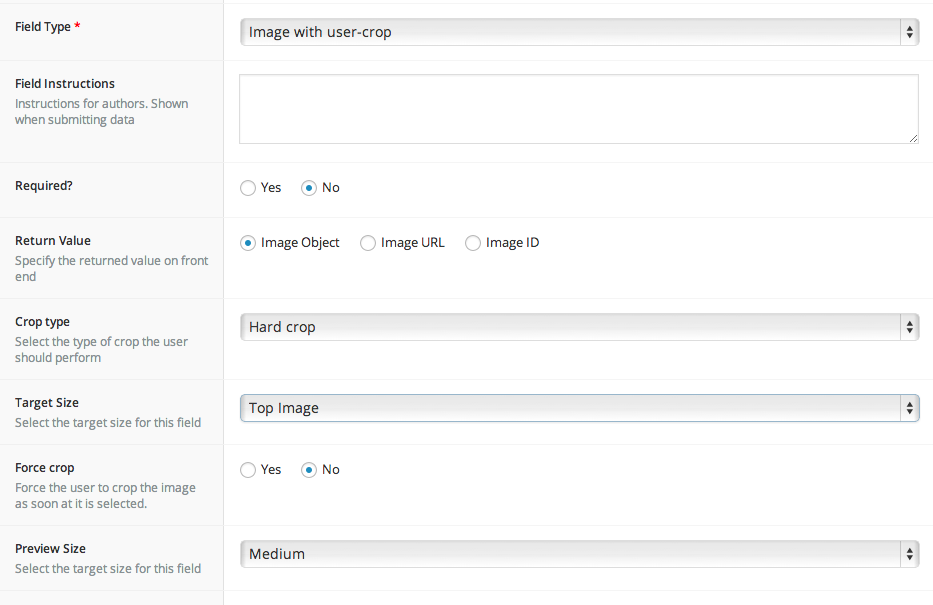 Field Type *
Image with user-crop
Field Instructions
Instructions for authors. Shown
when submitting data
Required?
Yes No
Return Value
Specify the returned value on front
end
Image Object Image URL Image ID
Crop type
Select the type of crop the user
should perform
Hard crop
Target Size
Select the target size for this field
Top Image
Force crop
Force the user to crop the image
as soon at it is selected.
Yes No
Preview Size
Select the target size for this field
Medium